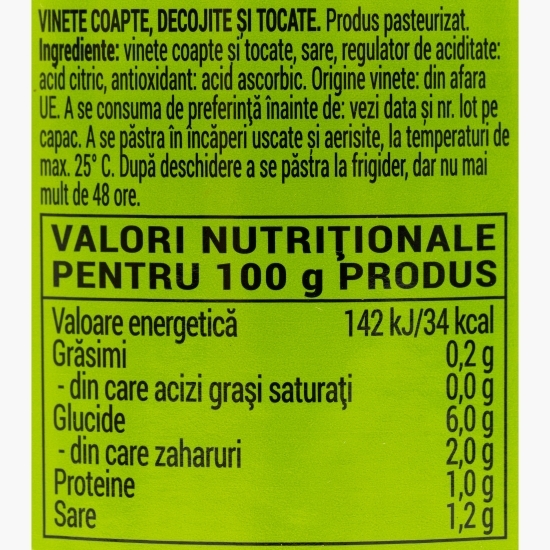 VINETE COAPTE, DECOJITE ȘI TOCATE. Produs pasteurizat.
Ingrediente: vinete coapte și tocate, sare, regulator de aciditate:
acid citric, antioxidant: acid ascorbic. Origine vinete: din afara
UE. A se consuma de preferinţă înainte de: vezi data și nr. lot pe
capac. A se păstra în încăperi uscate și aerisite, la temperaturi de
max. 25° C. După deschidere a se păstra la frigider, dar nu mai
mult de 48 ore.
VALORI NUTRIŢIONALE
PENTRU 100 g PRODUS
Valoare energetică 142 kJ/34 kcal
Grăsimi 0,2 g
- din care acizi graşi saturaţi 0,0 g
Glucide 6,0 g
- din care zaharuri 2,0 g
Proteine 1,0 g
Sare 1,2 g